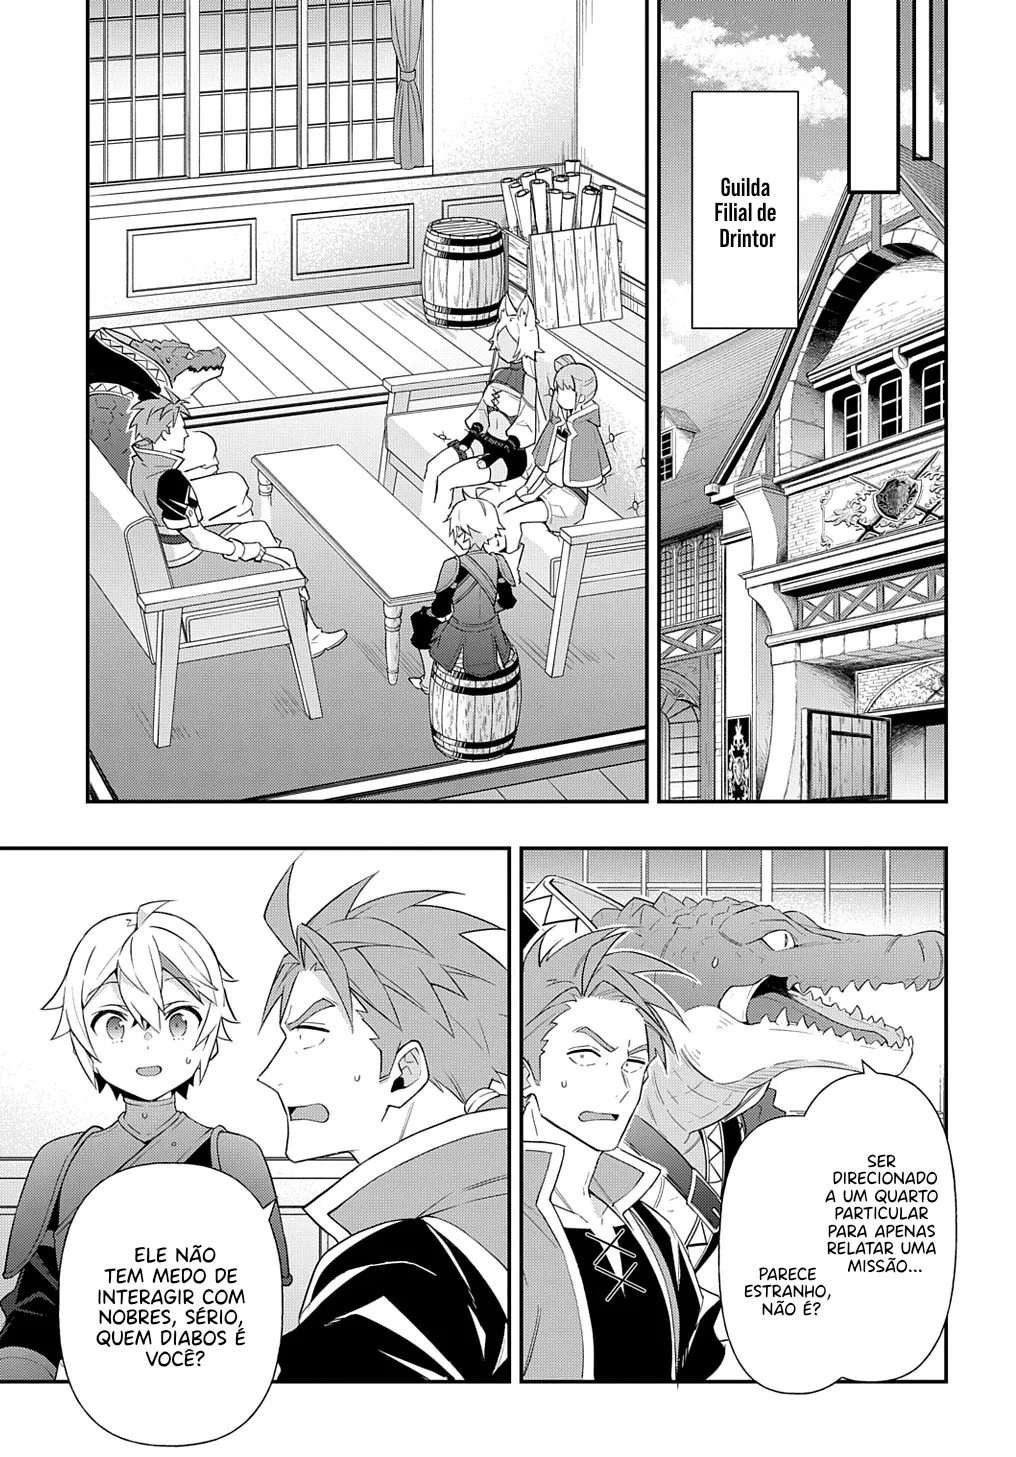 Guilda
Filial de
Drintor
SER
DIRECIONADO
A UM QUARTO
PARTICULAR
PARA APENAS
RELATAR UMA
MISSÃO...
PARECE
ESTRANHO,
NÃO É?
ELE NÃO
TEM MEDO DE
INTERAGIR COM
NOBRES, SÉRIO,
QUEM DIABOS É
VOCÊ?